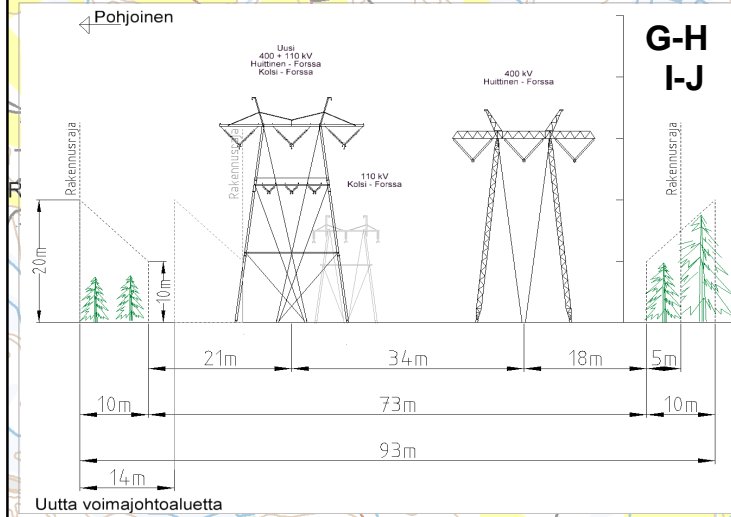 Pohjoinen
G-H
I-J
Uusi
400 + 110 kV
Huittinen - Forssa
Kolsi - Forssa
400 kV
Huittinen - Forssa
110 kV
Kolsi - Forssa
Rakennusraja
Rakennusraja
Rakennusraja
20m
10m
21m
34m
18m
5m
10m
73m
10m
93m
14m
Uutta voimajohtoaluetta